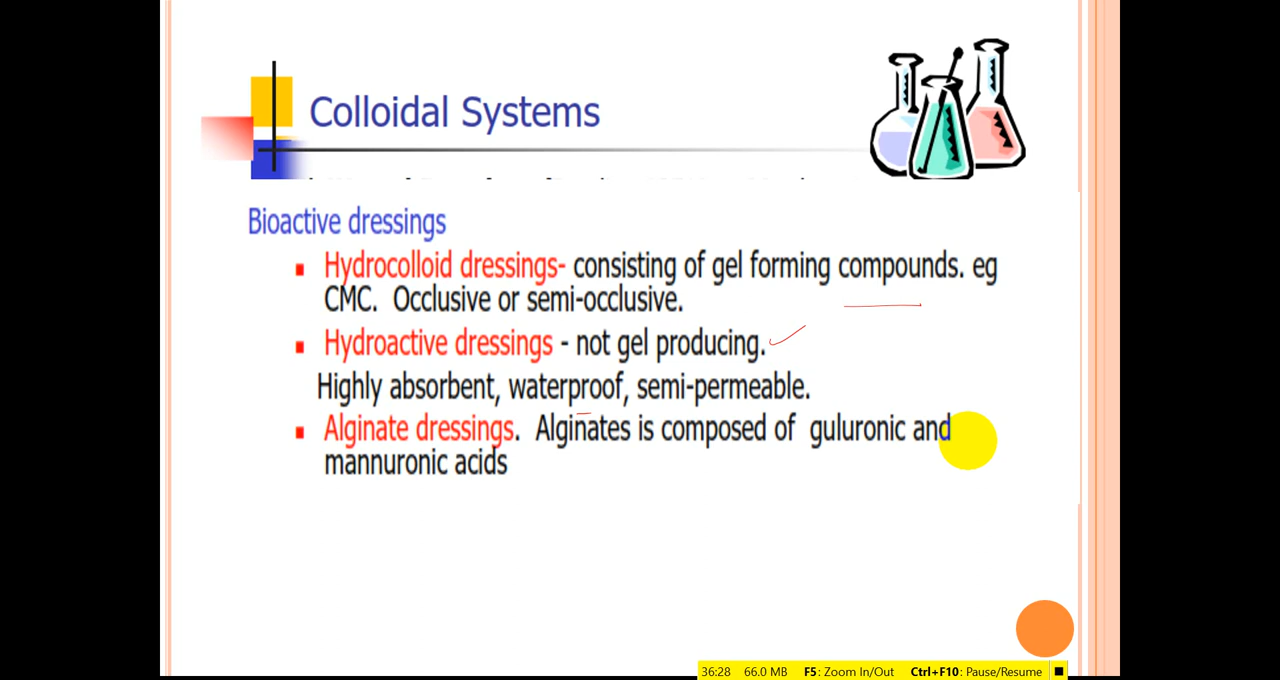 Colloidal Systems
Bioactive dressings
Hydrocolloid dressings- consisting of gel forming compounds. eg
CMC. Occlusive or semi-occlusive.
Hydroactive dressings - not gel producing.
Highly absorbent, waterproof, semi-permeable.
Alginate dressings. Alginates is composed of guluronic and
mannuronic acids
36:28 66.0 MB F5: Zoom In/Out Ctrl+F10: Pause/Resume